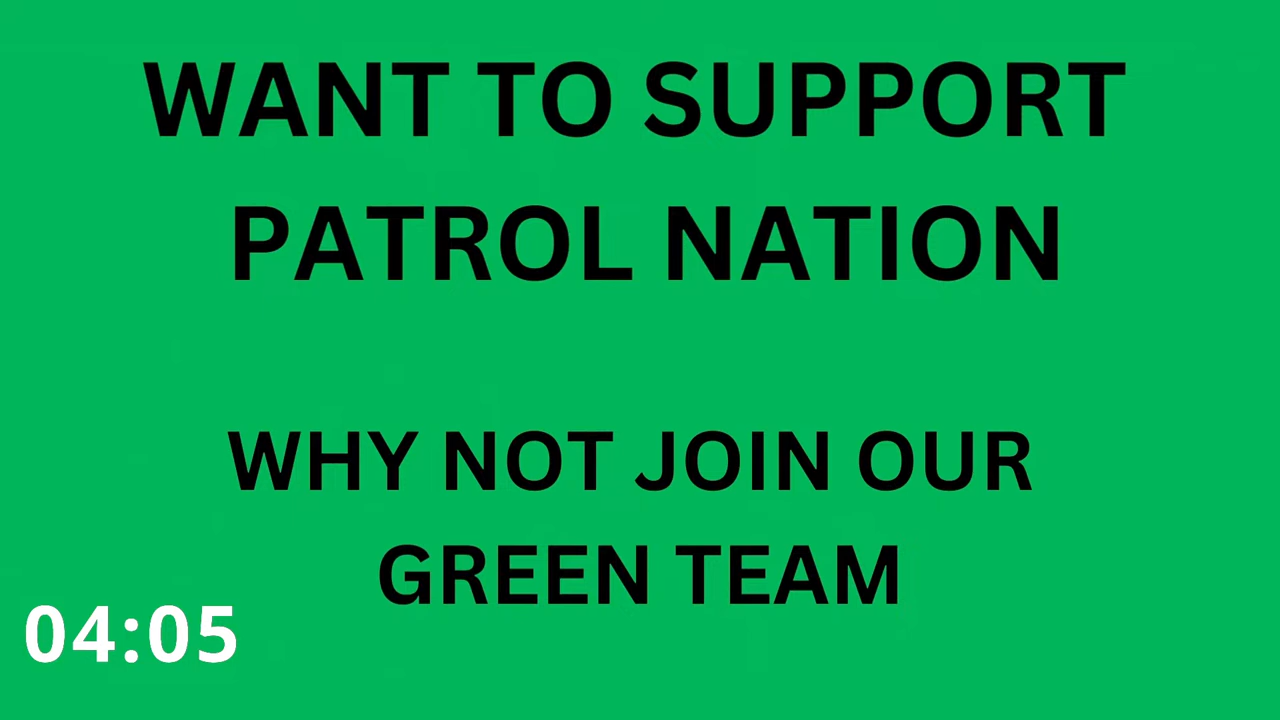 WANT TO SUPPORT
PATROL NATION
WHY NOT JOIN OUR
GREEN TEAM
04:05